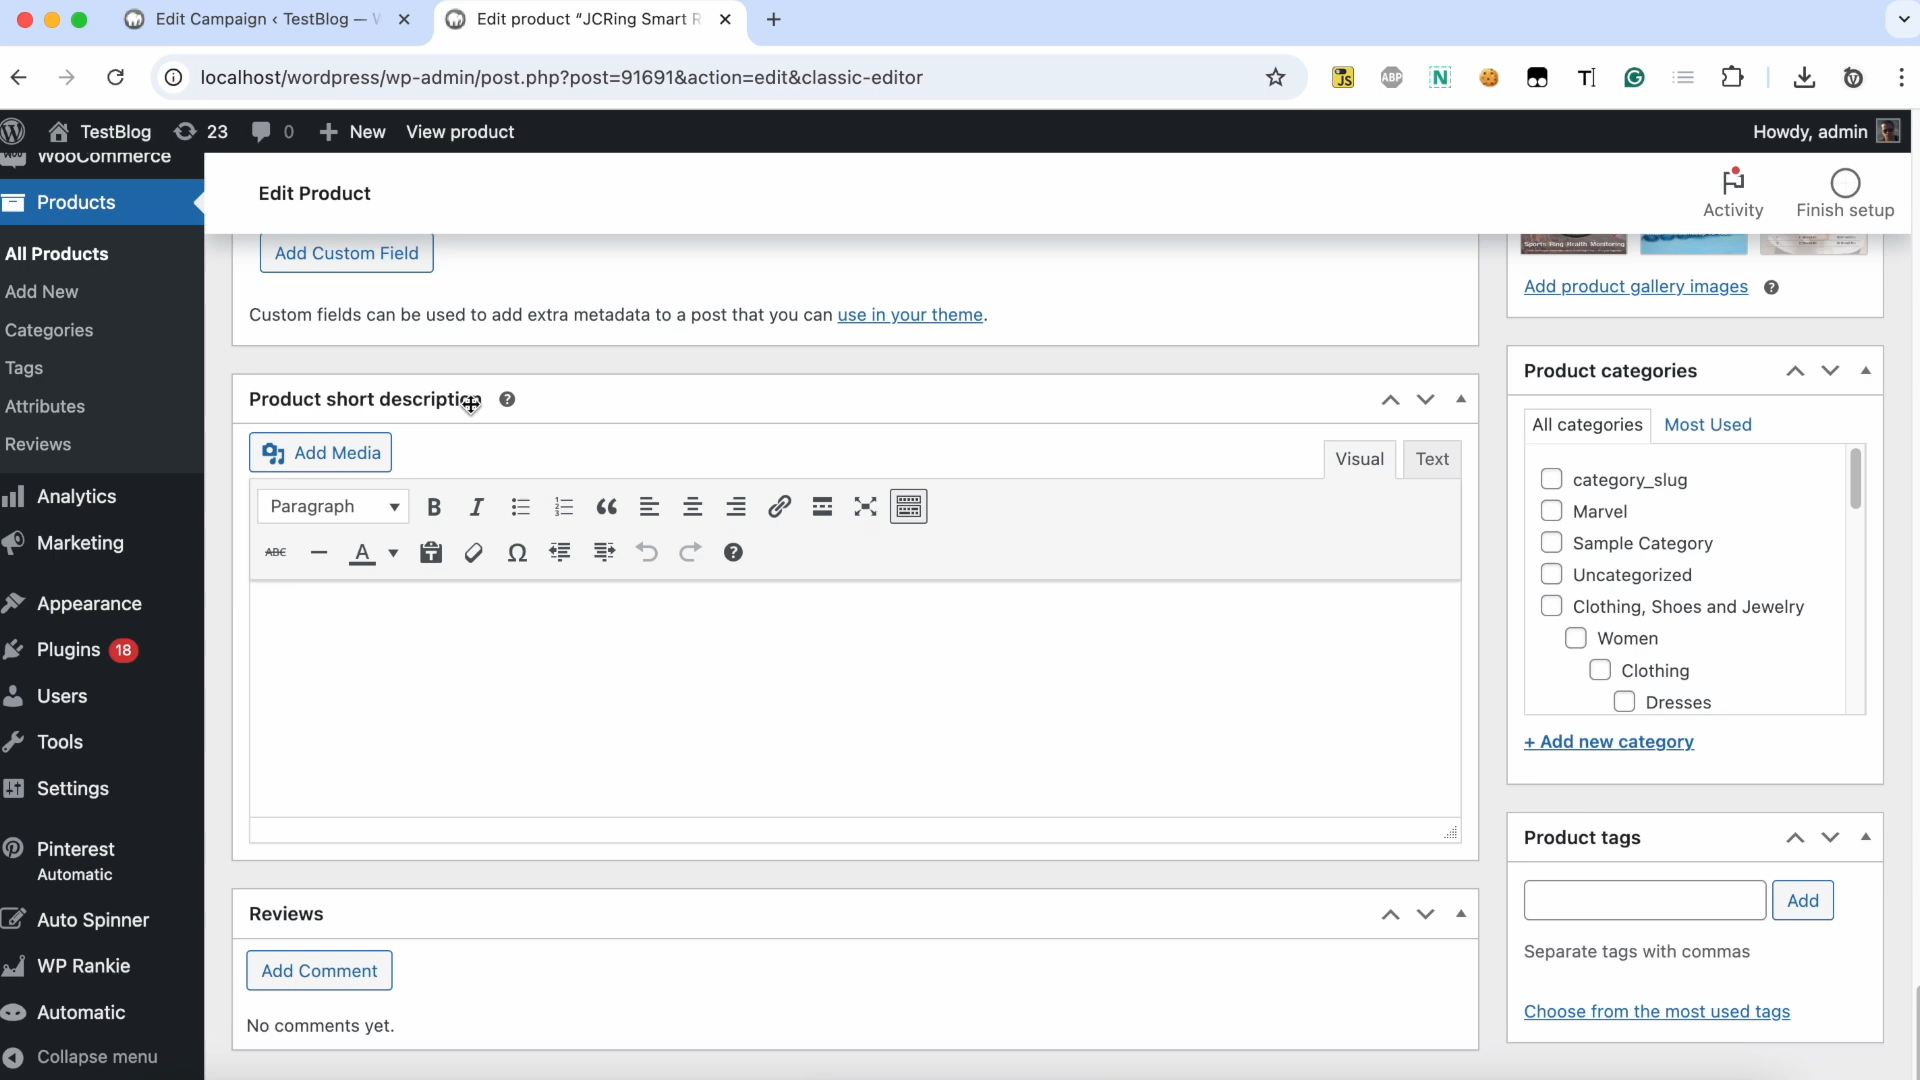 Edit Campaign ‹ TestBlog —
Edit product “JCRing Smart R
localhost/wordpress/wp-admin/post.php?post=91691&action=edit&classic-editor
TestBlog 23 0 New View product
Howdy, admin
WooCommerce
Products
All Products
Add New
Categories
Tags
Attributes
Reviews
Analytics
Marketing
Appearance
Plugins 18
Users
Tools
Settings
Pinterest
Automatic
Auto Spinner
WP Rankie
Automatic
Collapse menu
Edit Product
Activity
Finish setup
Add Custom Field
Custom fields can be used to add extra metadata to a post that you can use in your theme.
Product short description
Add Media
Visual Text
Paragraph
ABC
Reviews
Add Comment
No comments yet.
Sports Ring Health Monitoring
Add product gallery images
Product categories
All categories Most Used
category_slug
Marvel
Sample Category
Uncategorized
Clothing, Shoes and Jewelry
Women
Clothing
Dresses
+ Add new category
Product tags
Add
Separate tags with commas
Choose from the most used tags